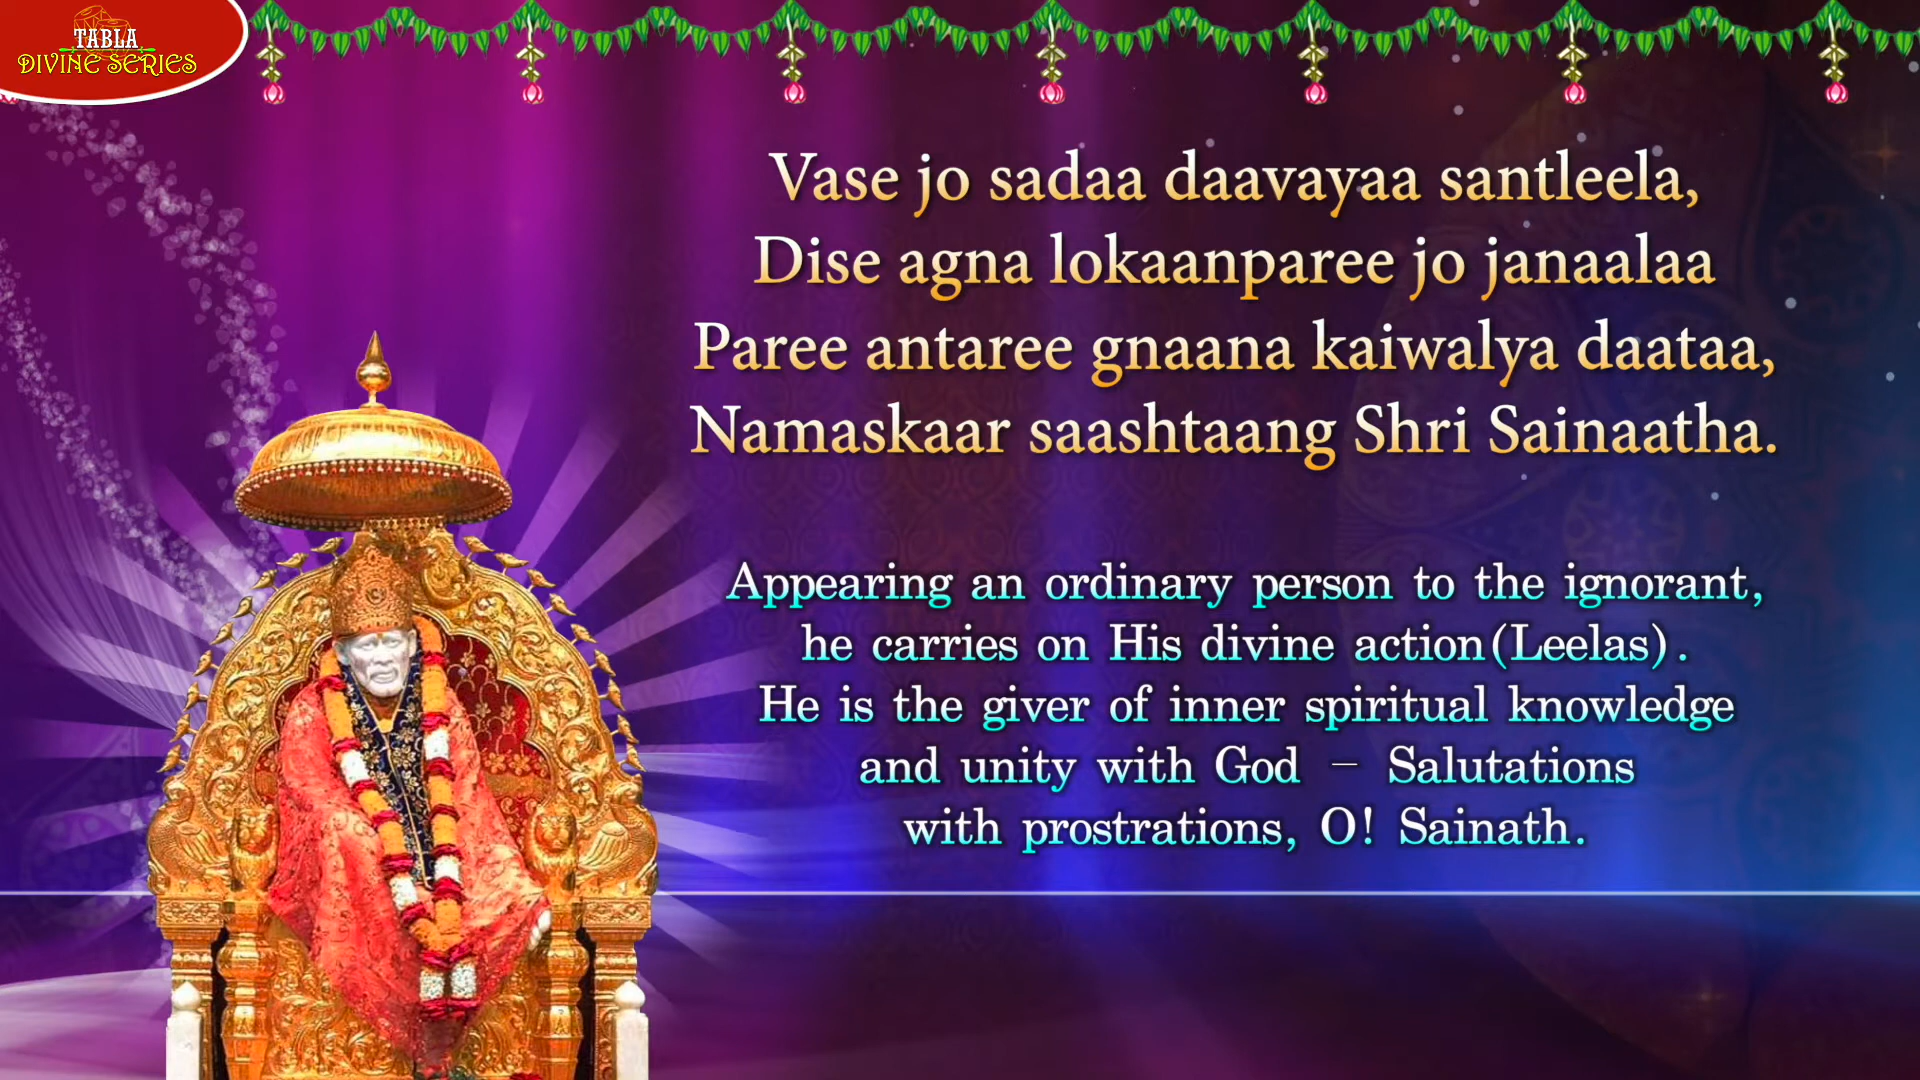 TABLA
DIVINE SERIES
Vase jo sadaa daavayaa santleela,
Dise agna lokaanparee jo janaalaa
Paree antaree gnaana kaiwalya daataa,
Namaskaar saashtaang Shri Sainaatha.
Appearing an ordinary person to the ignorant,
he carries on His divine action(Leelas).
He is the giver of inner spiritual knowledge
and unity with God – Salutations
with prostrations, O! Sainath.